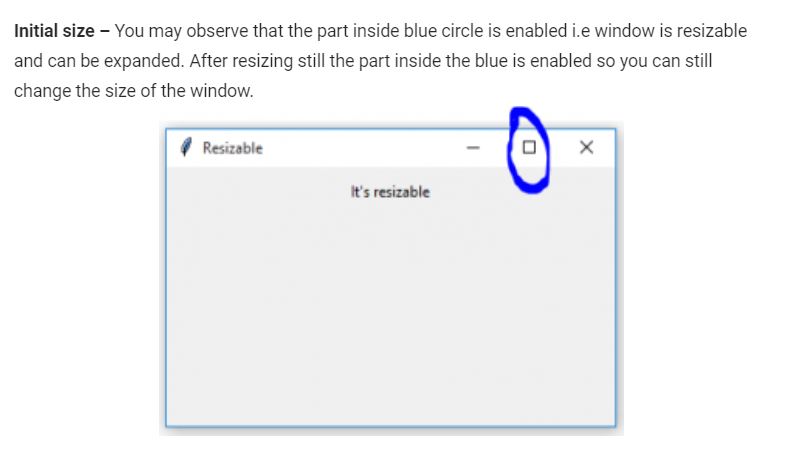 Initial size – You may observe that the part inside blue circle is enabled i.e window is resizable
and can be expanded. After resizing still the part inside the blue is enabled so you can still
change the size of the window.
Resizable
It's resizable